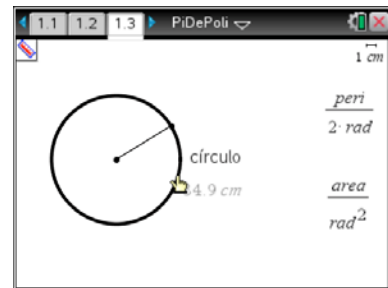 1.1 1.2 1.3 PiDePoli
1 cm
peri
2· rad
círculo
4.9 cm
area
rad²